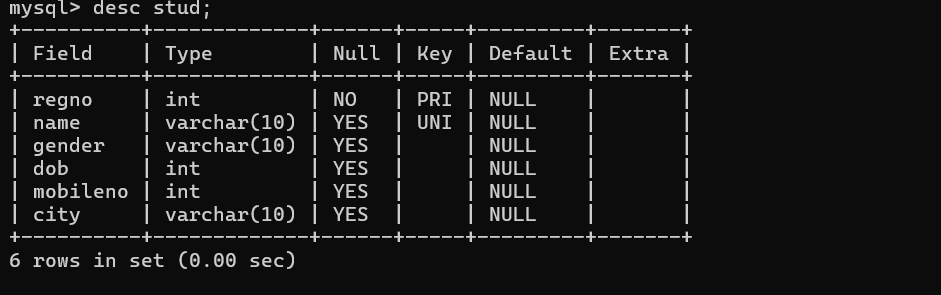 mysql> desc stud;
+----------+-------------+------+-----+---------+-------+
| Field    | Type        | Null | Key | Default | Extra |
+----------+-------------+------+-----+---------+-------+
| regno    | int         | NO   | PRI | NULL    |       |
| name     | varchar(10) | YES  | UNI | NULL    |       |
| gender   | varchar(10) | YES  |     | NULL    |       |
| dob      | int         | YES  |     | NULL    |       |
| mobileno | int         | YES  |     | NULL    |       |
| city     | varchar(10) | YES  |     | NULL    |       |
+----------+-------------+------+-----+---------+-------+
6 rows in set (0.00 sec)